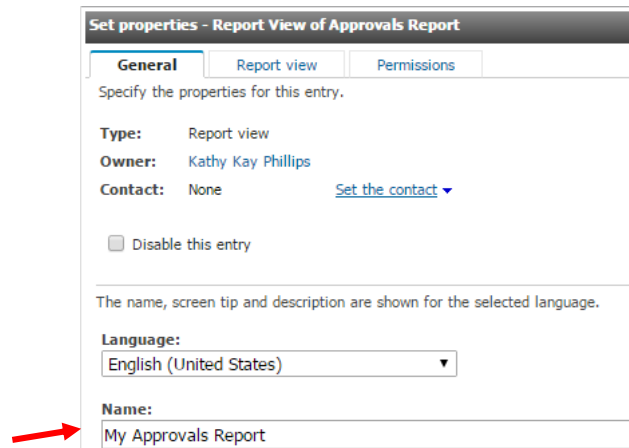 Set properties - Report View of Approvals Report
General Report view Permissions
Specify the properties for this entry.
Type: Report view
Owner: Kathy Kay Phillips
Contact: None Set the contact
Disable this entry
The name, screen tip and description are shown for the selected language.
Language:
English (United States)
Name:
My Approvals Report